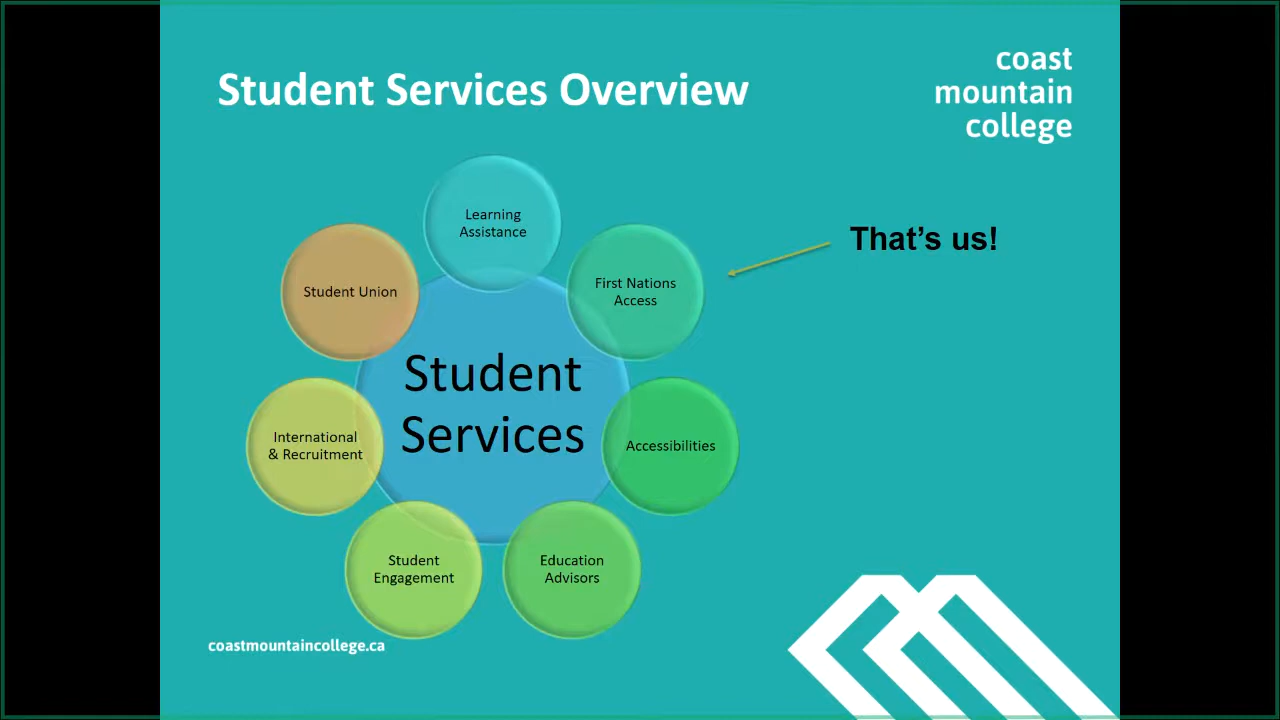 Student Services Overview
coast
mountain
college
Learning
Assistance
First Nations
Access
That's us!
Student Union
Student
Services
International
& Recruitment
Accessibilities
Student
Engagement
Education
Advisors
coastmountaincollege.ca